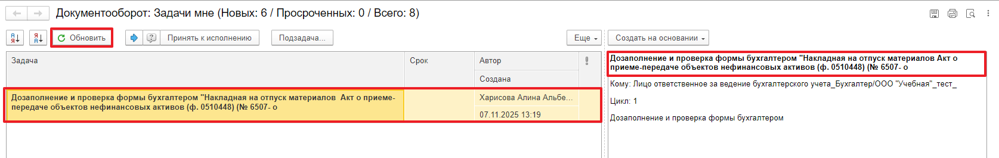 Документооборот: Задачи мне (Новых: 6 / Просроченных: 0 / Всего: 8)
А
Я
Я
А
Обновить
?
Принять к исполнению
Подзадача...
Еще
Создать на основании
Задача
Срок
Автор
Создана
Дозаполнение и проверка формы бухгалтером "Накладная на отпуск материалов  Акт о приеме-
передаче объектов нефинансовых активов (ф. 0510448) (№ 6507- о
Харисова Алина Альбе...
07.11.2025 13:19
Дозаполнение и проверка формы бухгалтером "Накладная на отпуск материалов Акт о
приеме-передаче объектов нефинансовых активов (ф. 0510448) (№ 6507- о
Кому: Лицо ответственное за ведение бухгалтерского учета_Бухгалтер/ООО "Учебная"_тест_
Цикл: 1
Дозаполнение и проверка формы бухгалтером